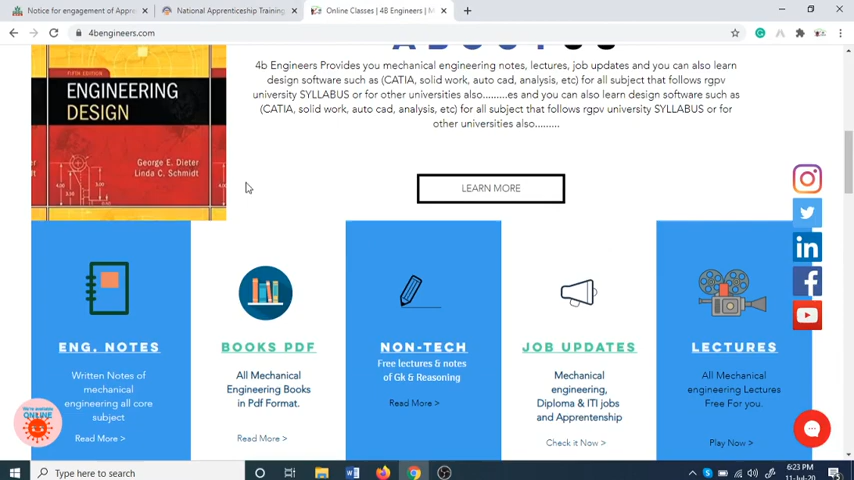 Notice for engagement of Appre
National Apprenticeship Training
Online Classes | 4B Engineers | M
4bengineers.com
ABOUT US
4b Engineers Provides you mechanical engineering notes, lectures, job updates and you can also learn
design software such as (CATIA, solid work, auto cad, analysis, etc) for all subject that follows rgpv
university SYLLABUS or for other universities also.........es and you can also learn design software such as
(CATIA, solid work, auto cad, analysis, etc) for all subject that follows rgpv university SYLLABUS or for
other universities also.........
FIFTH EDITION
ENGINEERING
DESIGN
George E. Dieter
Linda C. Schmidt
LEARN MORE
ENG. NOTES
Written Notes of
mechanical
engineering all core
subject
Read More >
BOOKS PDF
All Mechanical
Engineering Books
in Pdf Format.
Read More >
NON-TECH
Free lectures & notes
of Gk & Reasoning
Read More >
JOB UPDATES
Mechanical
engineering,
Diploma & ITI jobs
and Apprentenship
Check it Now >
LECTURES
All Mechanical
engineering Lectures
Free For you.
Play Now >
ONLINE
Type here to search
6:23 PM
11-Jul-20